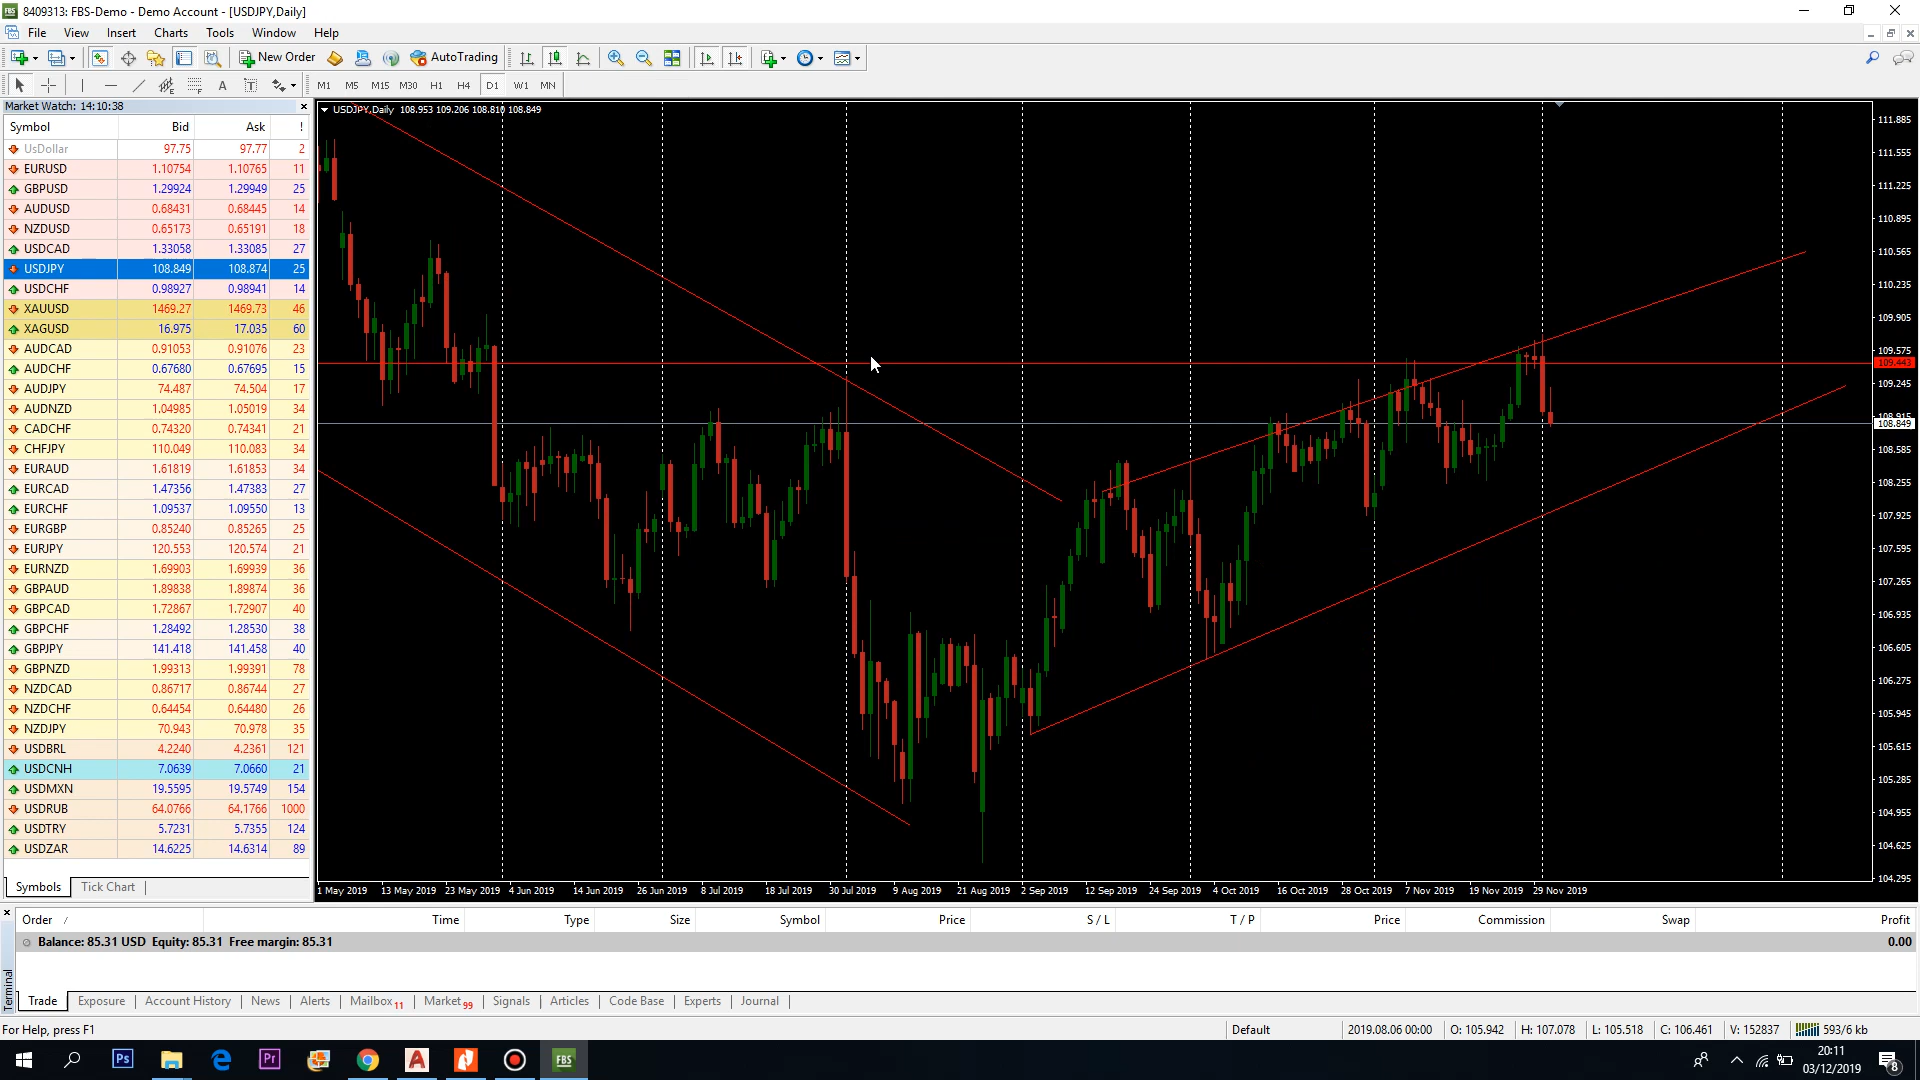 8409313: FBS-Demo - Demo Account - [USDJPY,Daily]
File View Insert Charts Tools Window Help
New Order AutoTrading
A T M1 M5 M15 M30 H1 H4 D1 W1 MN
Market Watch: 14:10:38
Symbol Bid Ask !
UsDollar 97.75 97.77 2
EURUSD 1.10754 1.10765 11
GBPUSD 1.29924 1.29949 25
AUDUSD 0.68431 0.68445 14
NZDUSD 0.65173 0.65191 18
USDCAD 1.33058 1.33085 27
USDJPY 108.849 108.874 25
USDCHF 0.98927 0.98941 14
XAUUSD 1469.27 1469.73 46
XAGUSD 16.975 17.035 60
AUDCAD 0.91053 0.91076 23
AUDCHF 0.67680 0.67695 15
AUDJPY 74.487 74.504 17
AUDNZD 1.04985 1.05019 34
CADCHF 0.74320 0.74341 21
CHFJPY 110.049 110.083 34
EURAUD 1.61819 1.61853 34
EURCAD 1.47356 1.47383 27
EURCHF 1.09537 1.09550 13
EURGBP 0.85240 0.85265 25
EURJPY 120.553 120.574 21
EURNZD 1.69903 1.69939 36
GBPAUD 1.89838 1.89874 36
GBPCAD 1.72867 1.72907 40
GBPCHF 1.28492 1.28530 38
GBPJPY 141.418 141.458 40
GBPNZD 1.99313 1.99391 78
NZDCAD 0.86717 0.86744 27
NZDCHF 0.64454 0.64480 26
NZDJPY 70.943 70.978 35
USDBRL 4.2240 4.2361 121
USDCNH 7.0639 7.0660 21
USDMXN 19.5595 19.5749 154
USDRUB 64.0766 64.1766 1000
USDTRY 5.7231 5.7355 124
USDZAR 14.6225 14.6314 89
Symbols Tick Chart
USDJPY,Daily 108.953 109.206 108.810 108.849
111.885
111.555
111.225
110.895
110.565
110.235
109.905
109.575
109.443
109.245
108.915
108.849
108.585
108.255
107.925
107.595
107.265
106.935
106.605
106.275
105.945
105.615
105.285
104.955
104.625
104.295
1 May 2019 13 May 2019 23 May 2019 4 Jun 2019 14 Jun 2019 26 Jun 2019 8 Jul 2019 18 Jul 2019 30 Jul 2019 9 Aug 2019 21 Aug 2019 2 Sep 2019 12 Sep 2019 24 Sep 2019 4 Oct 2019 16 Oct 2019 28 Oct 2019 7 Nov 2019 19 Nov 2019 29 Nov 2019
Order / Time Type Size Symbol Price S / L T / P Price Commission Swap Profit
Balance: 85.31 USD Equity: 85.31 Free margin: 85.31 0.00
Terminal
Trade Exposure Account History News Alerts Mailbox 11 Market 99 Signals Articles Code Base Experts Journal
For Help, press F1 Default 2019.08.06 00:00 O: 105.942 H: 107.078 L: 105.518 C: 106.461 V: 152837 593/6 kb
Ps Pr FBS 20:11
03/12/2019 8